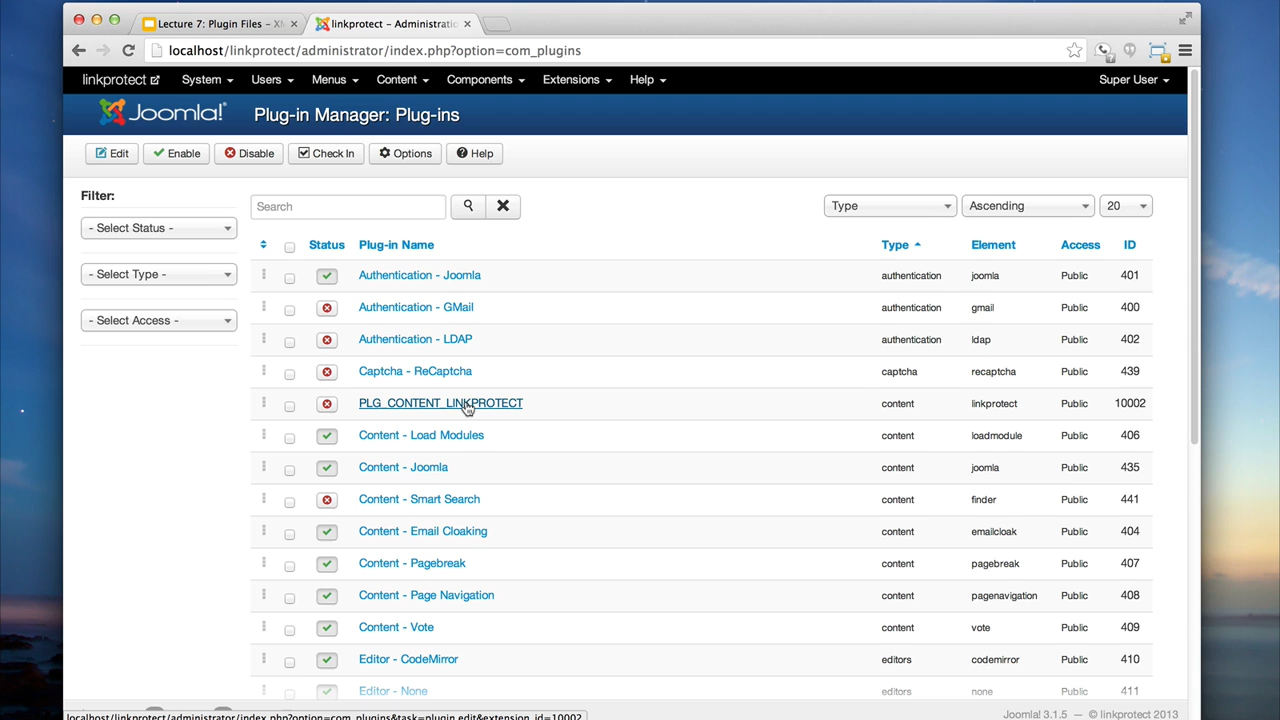 Lecture 7: Plugin Files – XM
linkprotect – Administratio
localhost/linkprotect/administrator/index.php?option=com_plugins
linkprotect System Users Menus Content Components Extensions Help Super User
Joomla! Plug-in Manager: Plug-ins
Edit Enable Disable Check In Options Help
Filter:
Search Type Ascending 20
- Select Status -
- Select Type -
- Select Access -
Status Plug-in Name Type Element Access ID
Authentication - Joomla authentication joomla Public 401
Authentication - GMail authentication gmail Public 400
Authentication - LDAP authentication ldap Public 402
Captcha - ReCaptcha captcha recaptcha Public 439
PLG_CONTENT_LINKPROTECT content linkprotect Public 10002
Content - Load Modules content loadmodule Public 406
Content - Joomla content joomla Public 435
Content - Smart Search content finder Public 441
Content - Email Cloaking content emailcloak Public 404
Content - Pagebreak content pagebreak Public 407
Content - Page Navigation content pagenavigation Public 408
Content - Vote content vote Public 409
Editor - CodeMirror editors codemirror Public 410
Editor - None editors none Public 411
localhost/linkprotect/administrator/index.php?option=com_plugins&task=plugin.edit&extension_id=10002
Joomla! 3.1.5 — © linkprotect 2013